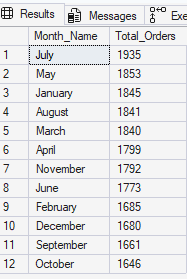 Results Messages Exe
Month_Name Total_Orders
1 July 1935
2 May 1853
3 January 1845
4 August 1841
5 March 1840
6 April 1799
7 November 1792
8 June 1773
9 February 1685
10 December 1680
11 September 1661
12 October 1646